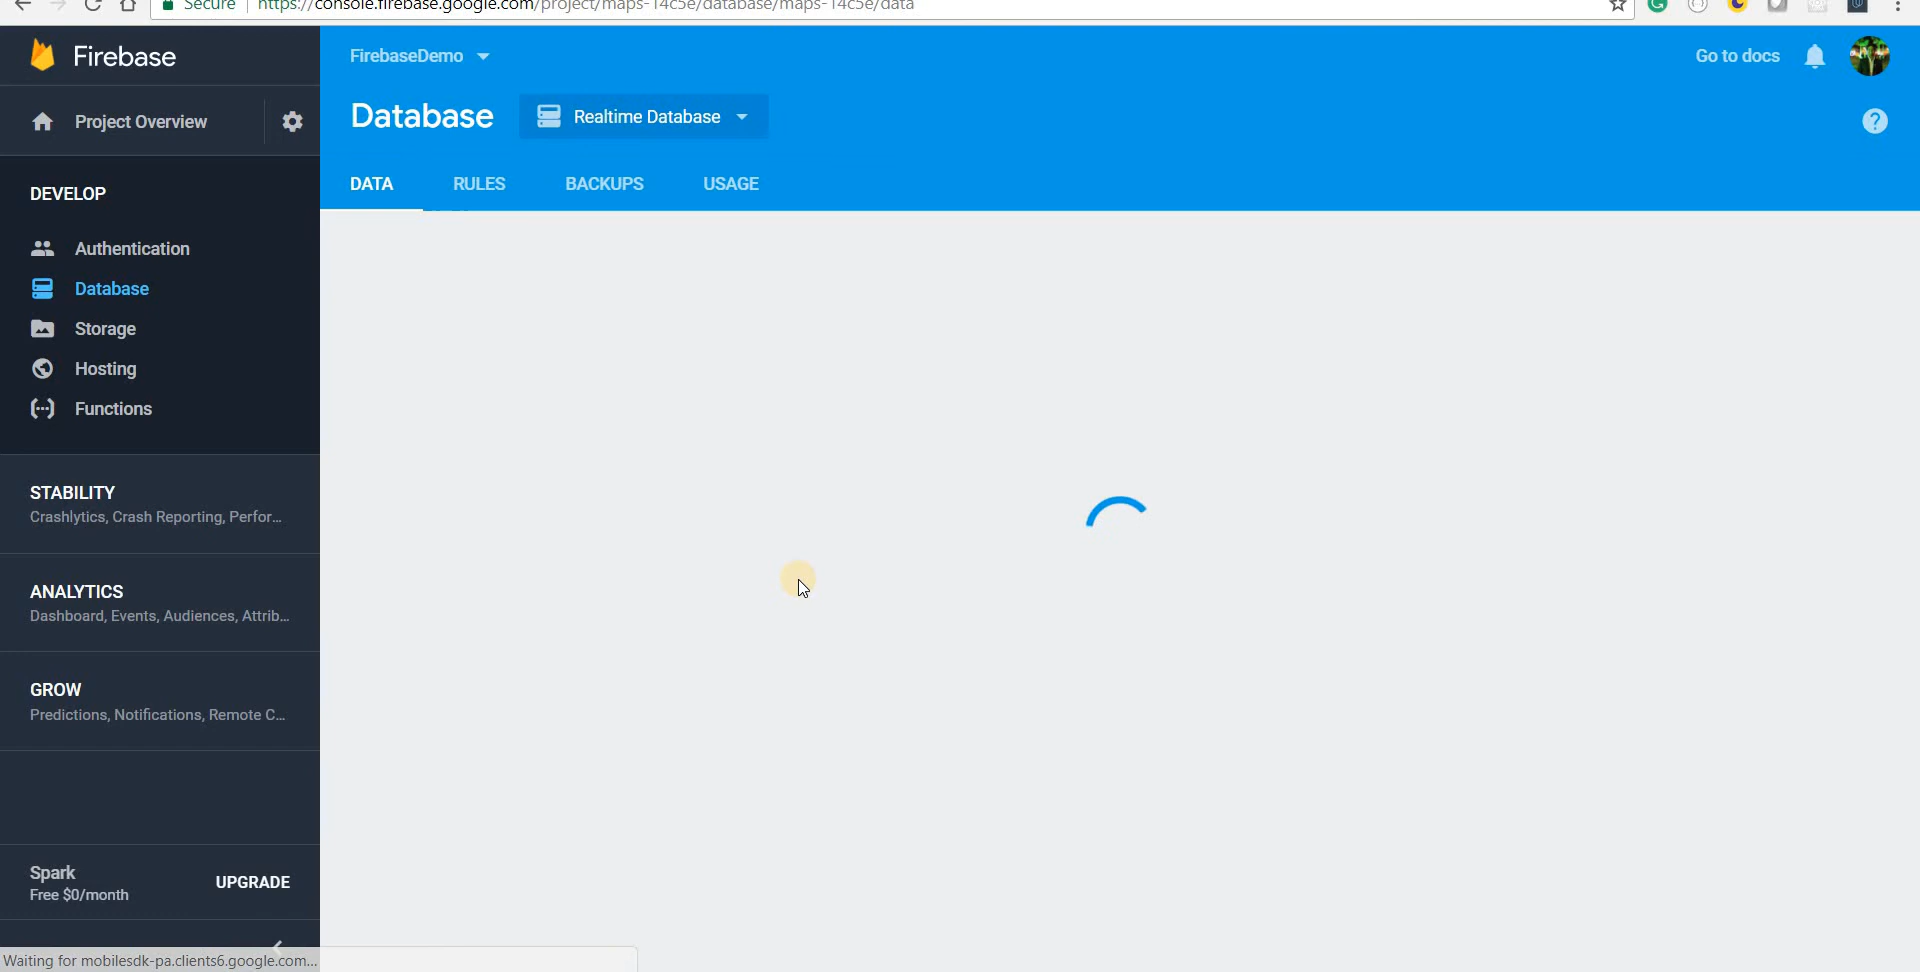 Secure https://console.firebase.google.com/project/maps-14c5e/database/maps-14c5e/data
Firebase
FirebaseDemo
Go to docs
Project Overview
Database
Realtime Database
DATA
RULES
BACKUPS
USAGE
DEVELOP
Authentication
Database
Storage
Hosting
Functions
STABILITY
Crashlytics, Crash Reporting, Perfor...
ANALYTICS
Dashboard, Events, Audiences, Attrib...
GROW
Predictions, Notifications, Remote C...
Spark
Free $0/month
UPGRADE
Waiting for mobilesdk-pa.clients6.google.com...